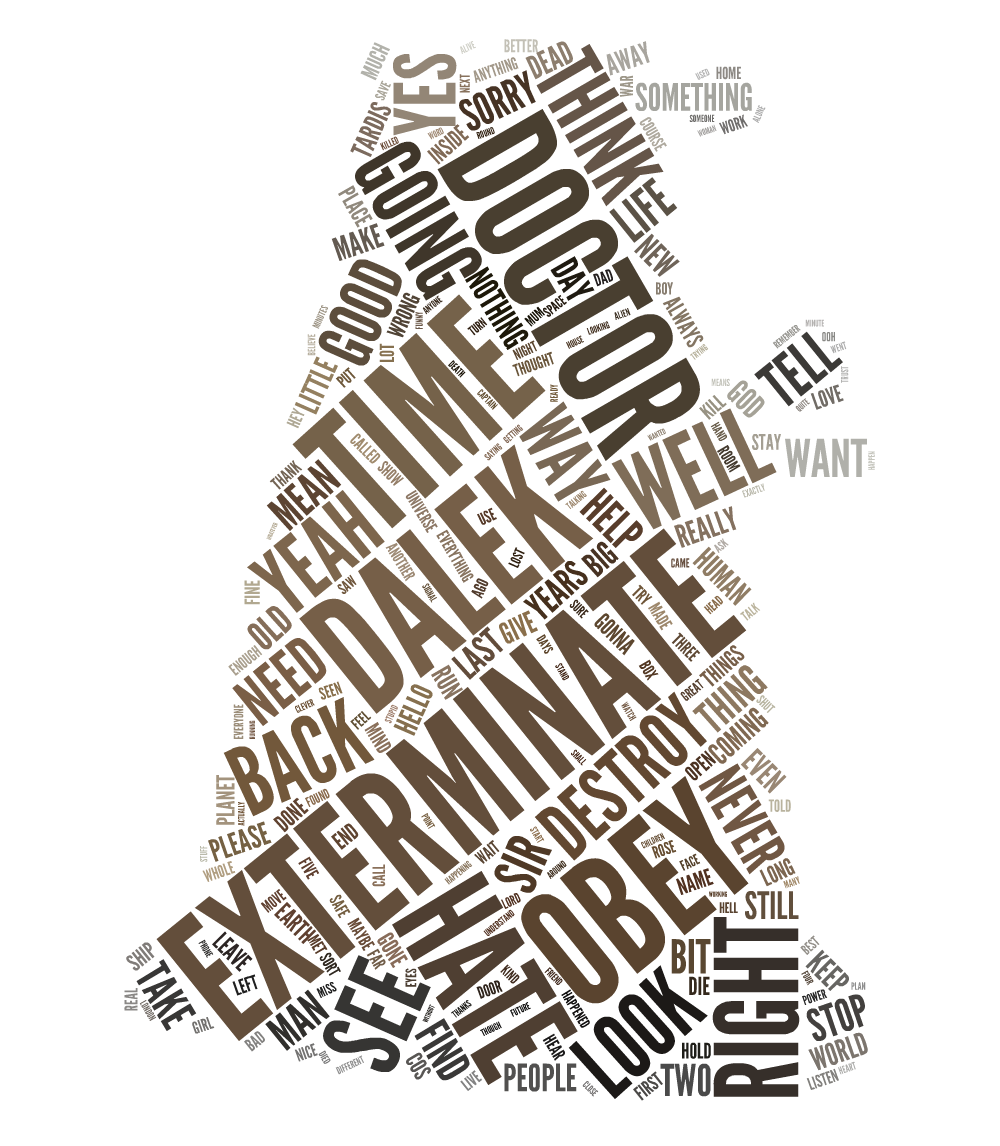 MUCH
ALIVE
BETTER
YES
NEXT
ANYTHING
DEAD
THINK
AWAY
WAR
SAVE
SORRY
USED
HOME
SOMETHING
SOMEONE
WOMAN
WORK
ALONE
TARDIS
KILLED
WORD
INSIDE
ROUND
COURSE
GOING
DOCTOR
LIFE
PLACE
MAKE
NEW
DAY
DAD
BOY
NOTHING
MUM
SPACE
ALWAYS
GOOD
WRONG
ANYONE
FUNNY
MINUTES
BELIEVE
TURN
HOUSE
LOOKING
ALIEN
TRYING
LOT
PUT
NIGHT
THOUGHT
LITTLE
HEY
TIME
DEATH
CAPTAIN
READY
REMEMBER
MINUTE
DOH
WENT
TELL
TRUST
QUITE
LOVE
MEANS
GOD
KILL
WAY
WANTED
WELL
HAND
ROOM
STAY
WANT
HAPPEN
EXACTLY
CALLED
SHOW
SAYING
GETTING
THANK
MEAN
YEAH
UNIVERSE
EVERYTHING
DALEK
USE
TALKING
HELP
REALLY
ASK
CAME
HUMAN
HEAD
TALK
FINE
SAW
ANOTHER
SIGNAL
AGO
LOST
YEARS
BIG
OLD
ENOUGH
NEED
LAST
GIVE
DAYS
STAND
SURE
GONNA
TRY
MADE
THREE
BOX
EVERYONE
RUNNING
CLEVER
SEEN
FEEL
STUPID
HELLO
RUN
MIND
BACK
EXTERMINATE
WATCH
SHALL
GREAT
THINGS
THING
SHUT
PLANET
ACTUALLY
DONE
FOUND
DESTROY
OPEN
COMING
EVEN
TOLD
STUFF
PLEASE
WHOLE
END
FIVE
CALL
POINT
HAPPENING
WAIT
START
SIR
AROUND
OBEY
CHILDREN
ROSE
FACE
NAME
WORKING
NEVER
LONG
MANY
HELL
STILL
MOVE
EARTH
MET
SORT
SAFE
MAYBE
FAR
GONE
HATE
LORD
UNDERSTAND
SHIP
TAKE
PHONE
LEAVE
LEFT
REAL
LONDON
GIRL
BAD
MAN
MISS
NICE
DIED
DIFFERENT
SEE
EYES
WITHOUT
FIND
COS
LIVE
THANKS
DOOR
KIND
THOUGH
FUTURE
FRIEND
HAPPENED
HEAR
PEOPLE
CLOSE
LOOK
BIT
DIE
HOLD
FIRST
TWO
RIGHT
BEST
KEEP
FOUR
PLAN
POWER
STOP
WORLD
LISTEN
HEART